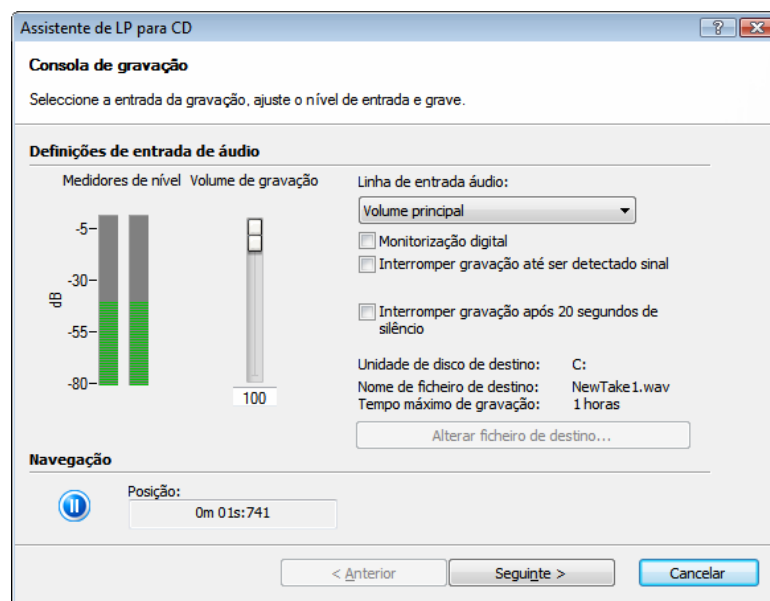 Assistente de LP para CD
Consola de gravação
Seleccione a entrada da gravação, ajuste o nível de entrada e grave.
Definições de entrada de áudio
Medidores de nível Volume de gravação
-5
-30
dB
-55
-80
100
Linha de entrada áudio:
Volume principal
Monitorização digital
Interromper gravação até ser detectado sinal
Interromper gravação após 20 segundos de
silêncio
Unidade de disco de destino: C:
Nome de ficheiro de destino: NewTake1.wav
Tempo máximo de gravação: 1 horas
Alterar ficheiro de destino...
Navegação
Posição:
0m 01s:741
< Anterior
Seguinte >
Cancelar